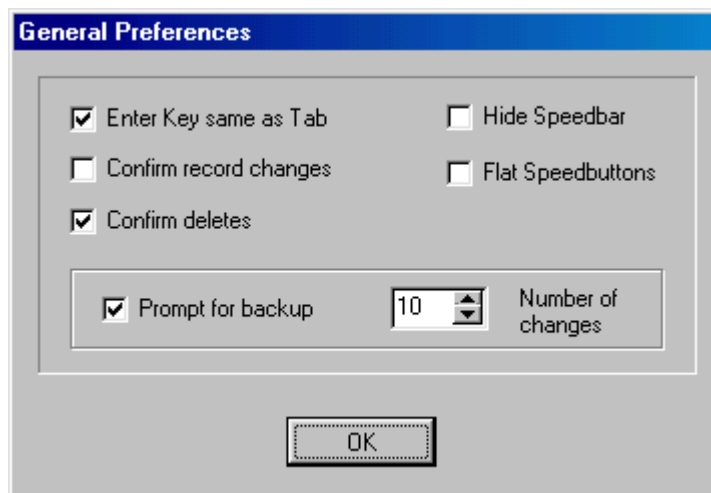 General Preferences
Enter Key same as Tab
Hide Speedbar
Confirm record changes
Flat Speedbuttons
Confirm deletes
Prompt for backup
10
Number of
changes
OK